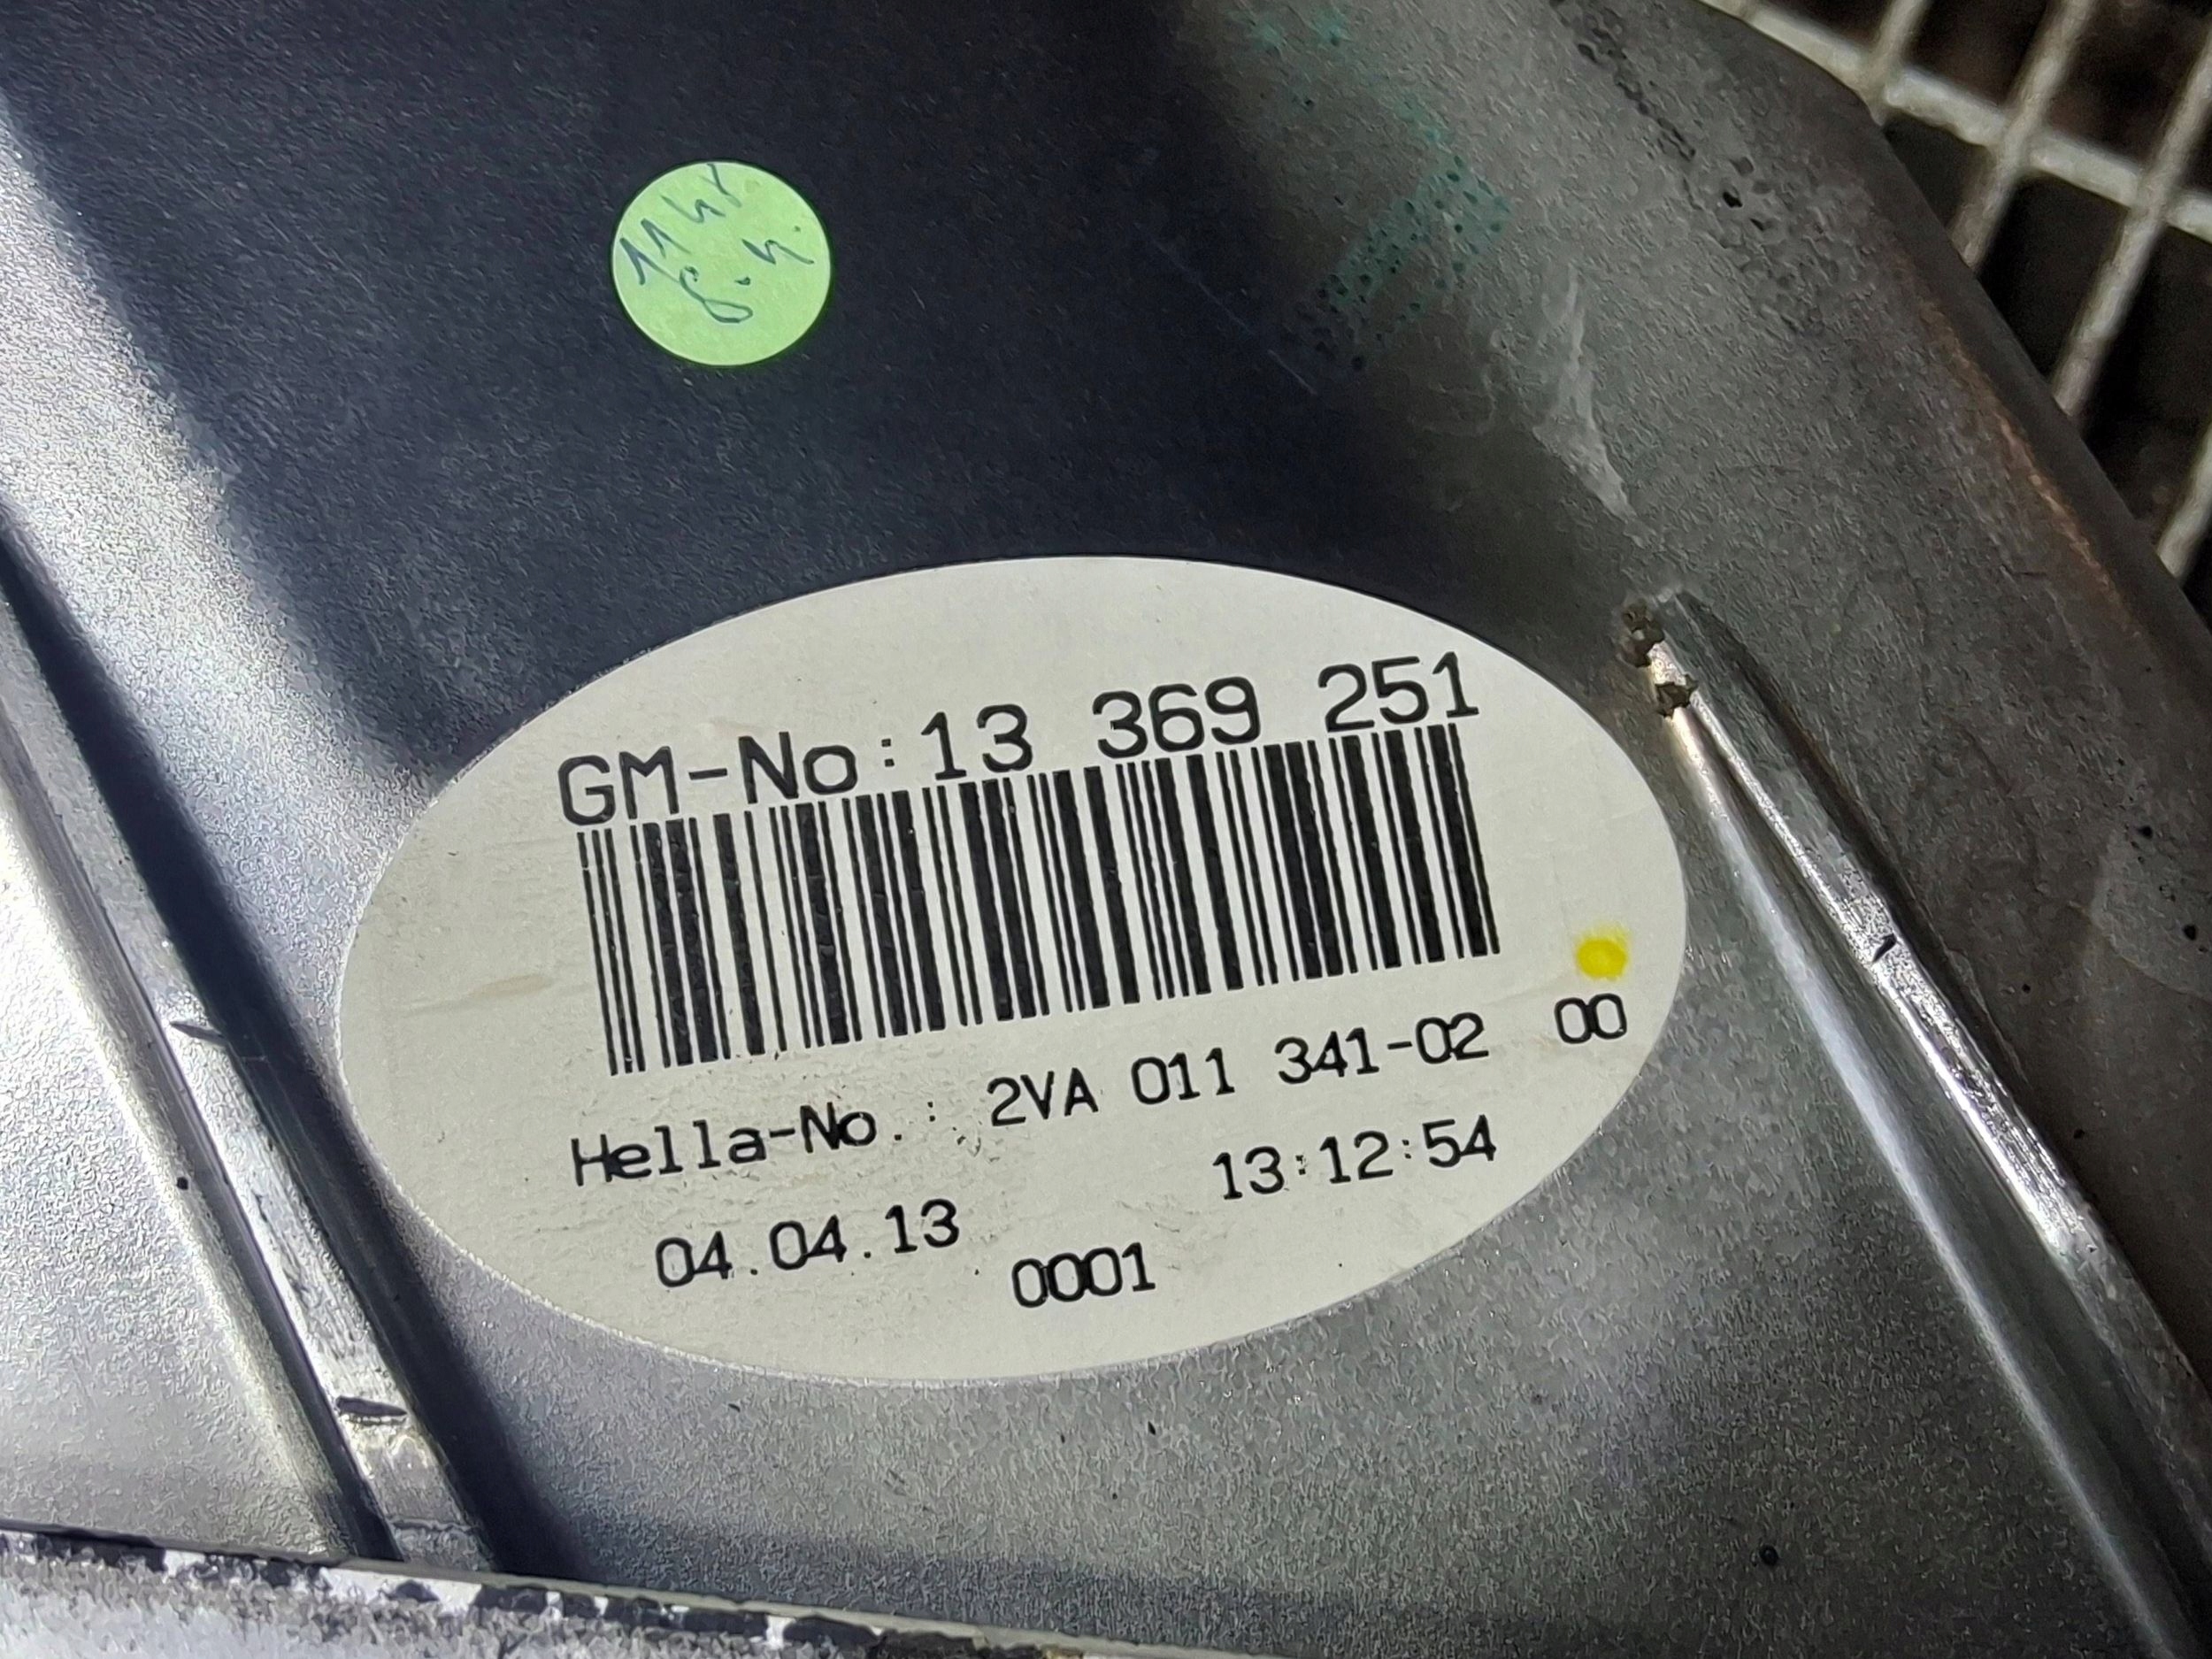 GM-No:13 369 251
Hella-No.: 2VA 011 341-02 00
04.04.13 13:12:54
0001